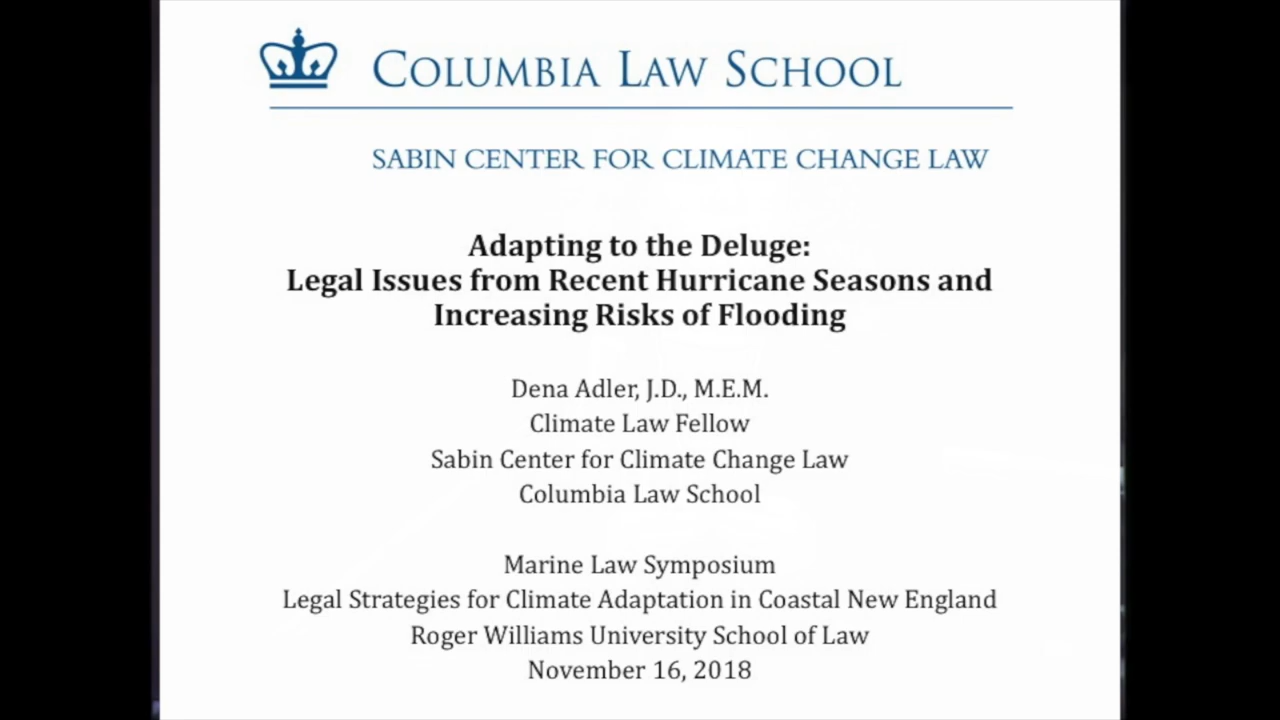 COLUMBIA LAW SCHOOL
SABIN CENTER FOR CLIMATE CHANGE LAW
Adapting to the Deluge:
Legal Issues from Recent Hurricane Seasons and
Increasing Risks of Flooding
Dena Adler, J.D., M.E.M.
Climate Law Fellow
Sabin Center for Climate Change Law
Columbia Law School
Marine Law Symposium
Legal Strategies for Climate Adaptation in Coastal New England
Roger Williams University School of Law
November 16, 2018